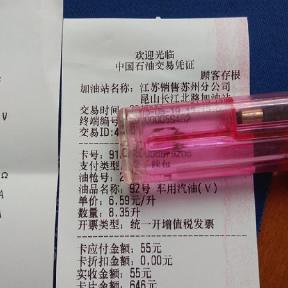 欢迎光临
中国石油交易凭证
顾客存根
加油站名称：江苏销售苏州分公司
昆山长江北路加油站
交易时间
终端编号
交易ID:4
卡号：91
支付类型
油枪号：2
油品名称：92号 车用汽油(Ⅴ)
单价：6.59元/升
数量：8.35升
开票类型：统一开增值税发票
卡应付金额：55元
卡折扣金额：0.00元
实收金额：55元
646元